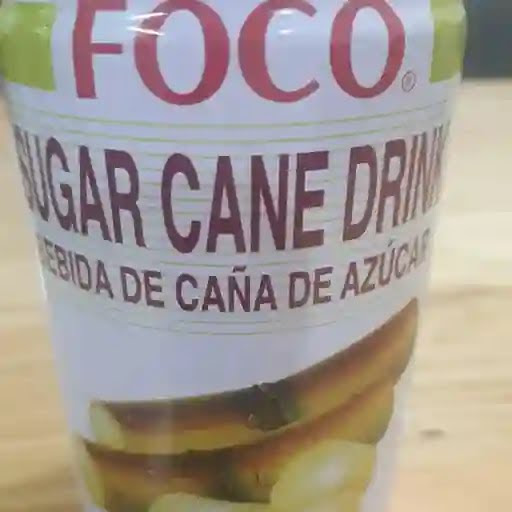 FOCO®
SUGAR CANE DRINK
BEBIDA DE CAÑA DE AZÚCAR